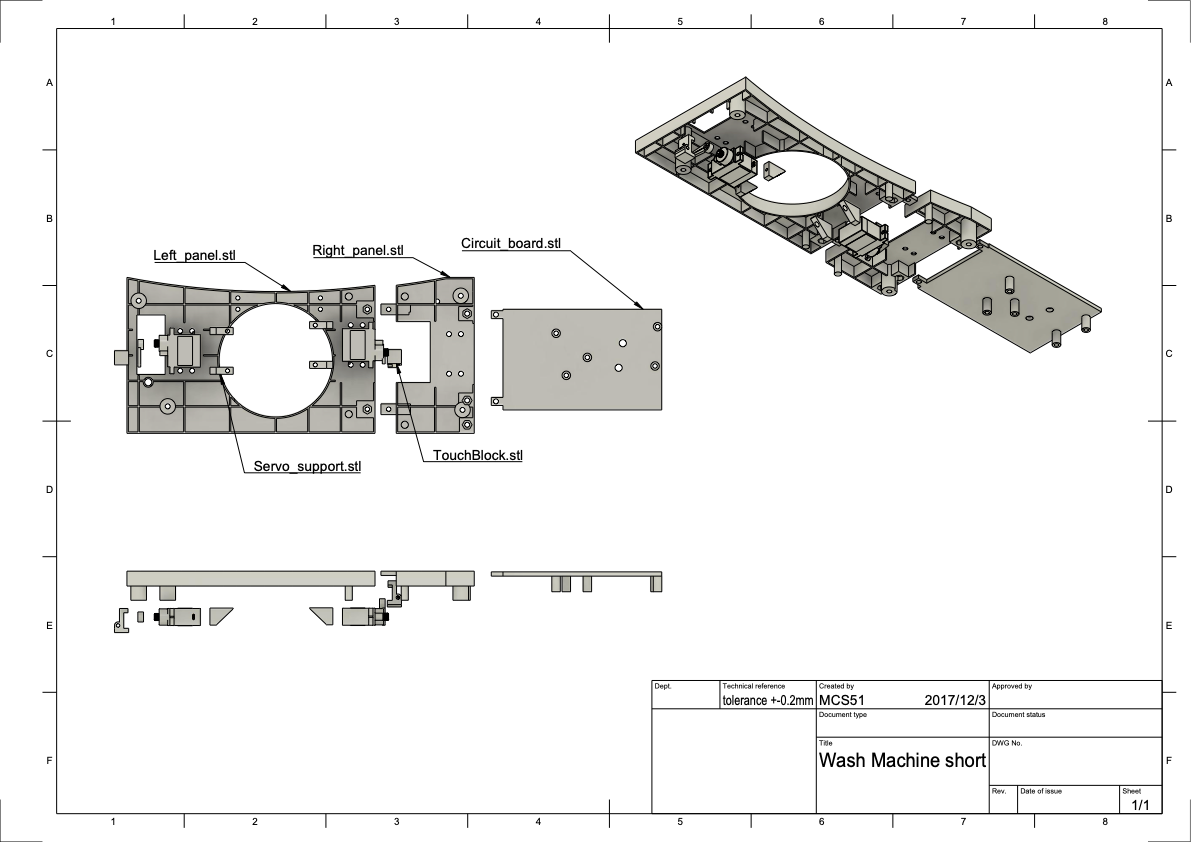 1 2 3 4 5 6 7 8
A A
B B
Left_panel.stl Right_panel.stl Circuit_board.stl
C C
Servo_support.stl TouchBlock.stl
D D
E E
Dept. Technical reference Created by Approved by
tolerance +-0.2mm MCS51 2017/12/3
Document type Document status
Title DWG No.
Wash Machine short
F F
Rev. Date of issue Sheet
1/1
1 2 3 4 5 6 7 8